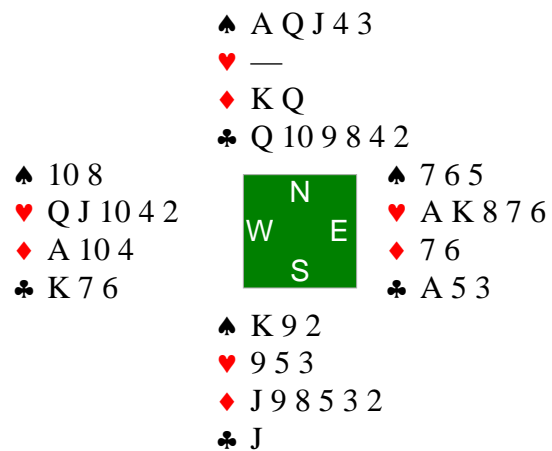 ♠ A Q J 4 3
♥ —
♦ K Q
♣ Q 10 9 8 4 2
♠ 10 8
♥ Q J 10 4 2
♦ A 10 4
♣ K 7 6
N
W E
S
♠ 7 6 5
♥ A K 8 7 6
♦ 7 6
♣ A 5 3
♠ K 9 2
♥ 9 5 3
♦ J 9 8 5 3 2
♣ J